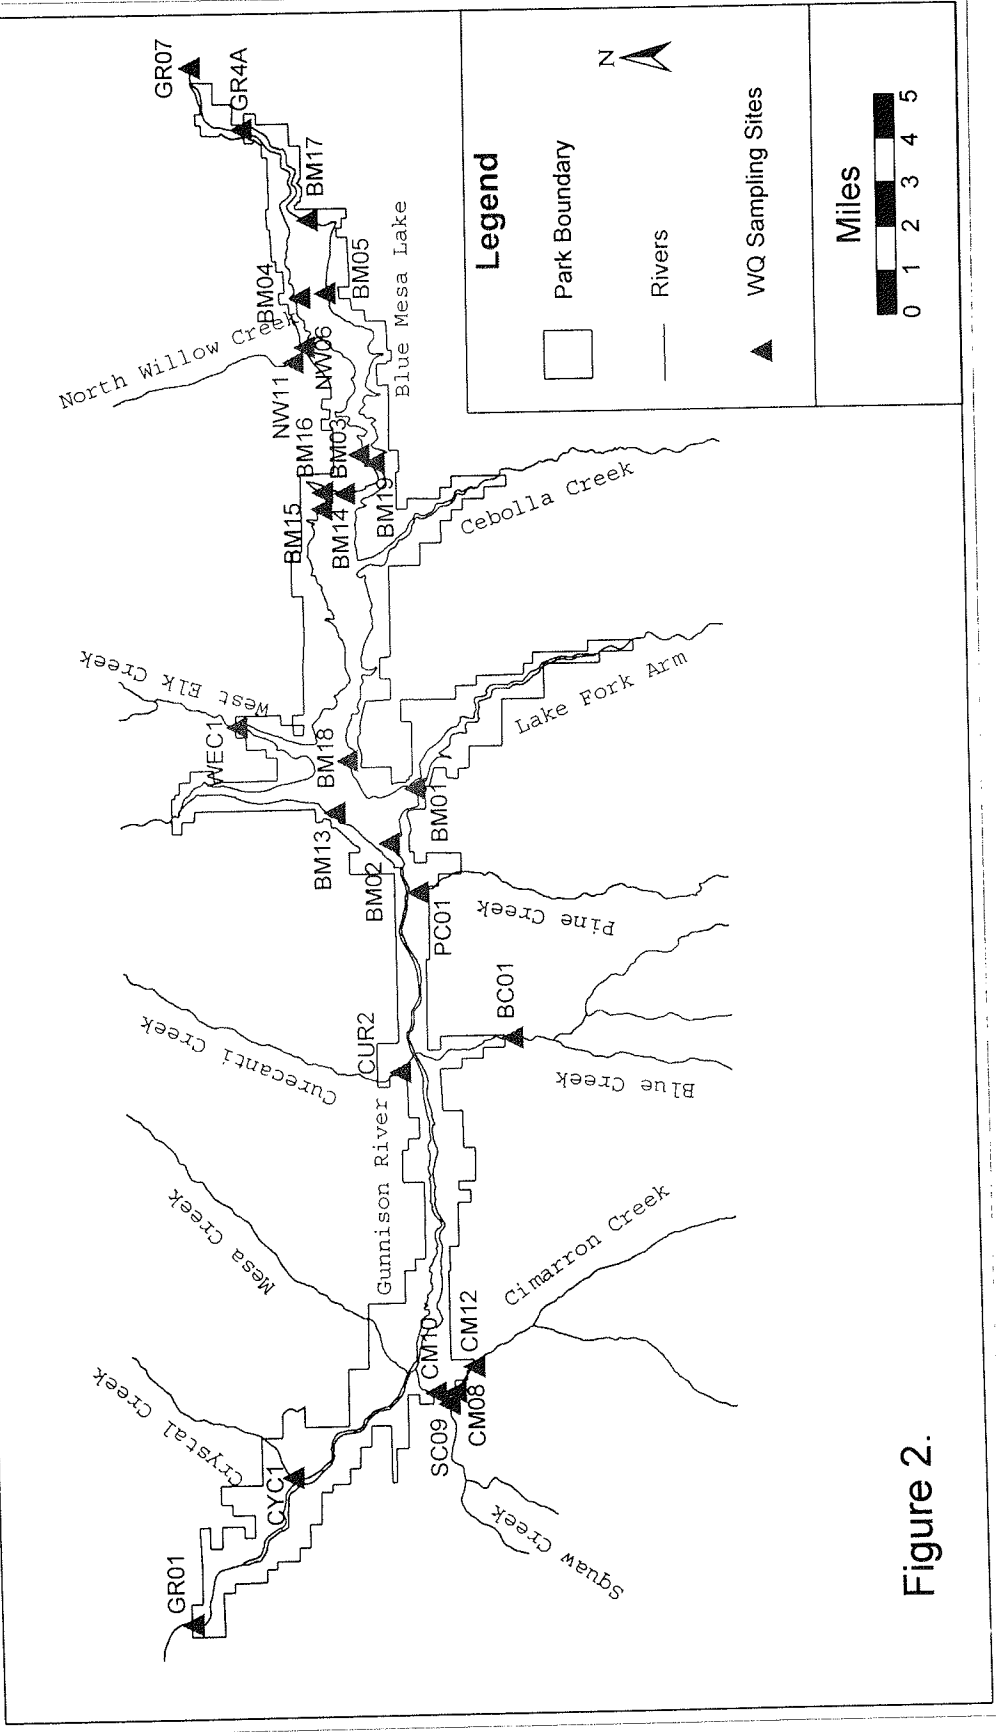 GR07
GR4A
BM17
BM04
BM05
North Willow Creek
NW06
NW11
Blue Mesa Lake
BM16
BM03
BM15
BM14
BM19
Cebolla Creek
West Elk Creek
WEC1
BM18
Lake Fork Arm
BM13
BM01
BM02
PC01
Pine Creek
Curecanti Creek
CUR2
BC01
Blue Creek
Gunnison River
Mesa Creek
Cimarron Creek
CM10
CM12
CM08
SC09
Squaw Creek
Crystal Creek
CYC1
GR01
Legend
Park Boundary
N
Rivers
WQ Sampling Sites
Miles
0 1 2 3 4 5
Figure 2.